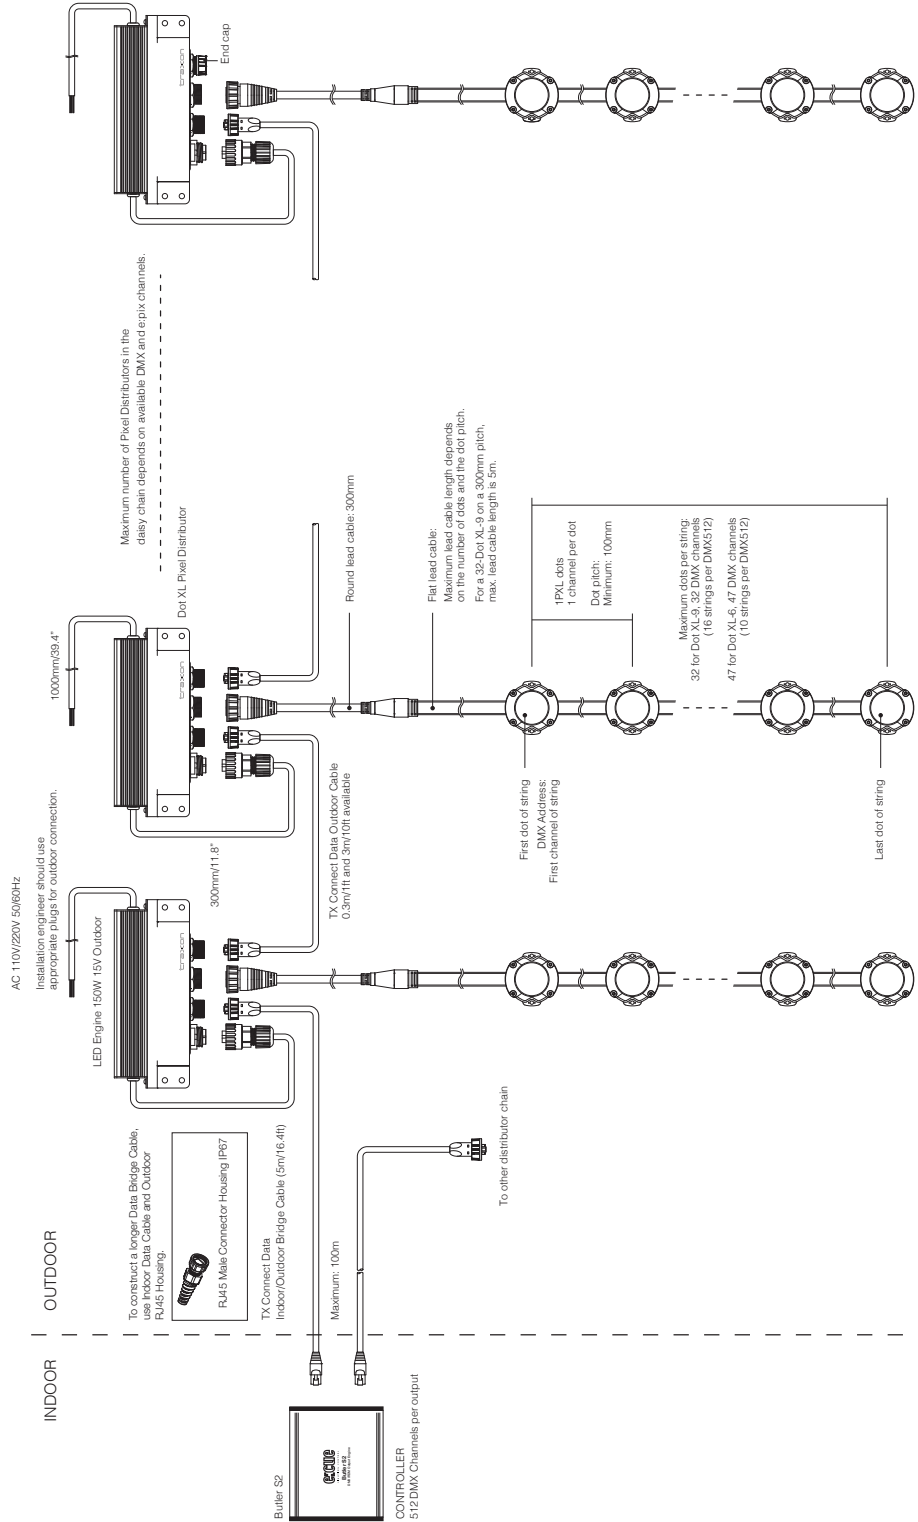 INDOOR
OUTDOOR
Butler S2
e:cue
Butler S2
CONTROLLER
512 DMX Channels per output
To construct a longer Data Bridge Cable,
use Indoor Data Cable and Outdoor
RJ45 Housing.
RJ45 Male Connector Housing IP67
TX Connect Data
Indoor/Outdoor Bridge Cable (5m/16.4ft)
Maximum: 100m
To other distributor chain
AC 110V/220V 50/60Hz
Installation engineer should use
appropriate plugs for outdoor connection.
LED Engine 150W 15V Outdoor
traxon
300mm/11.8"
TX Connect Data Outdoor Cable
0.3m/1ft and 3m/10ft available
1000mm/39.4"
traxon
Dot XL Pixel Distributor
Maximum number of Pixel Distributors in the
daisy chain depends on available DMX and e:pix channels.
Round lead cable: 300mm
Flat lead cable:
Maximum lead cable length depends
on the number of dots and the dot pitch.
For a 32-Dot XL-9 on a 300mm pitch,
max. lead cable length is 5m.
First dot of string
DMX Address:
First channel of string
1PXL dots
1 channel per dot
Dot pitch:
Minimum: 100mm
Maximum dots per string:
32 for Dot XL-9, 32 DMX channels
(16 strings per DMX512)
47 for Dot XL-6, 47 DMX channels
(10 strings per DMX512)
Last dot of string
traxon
End cap